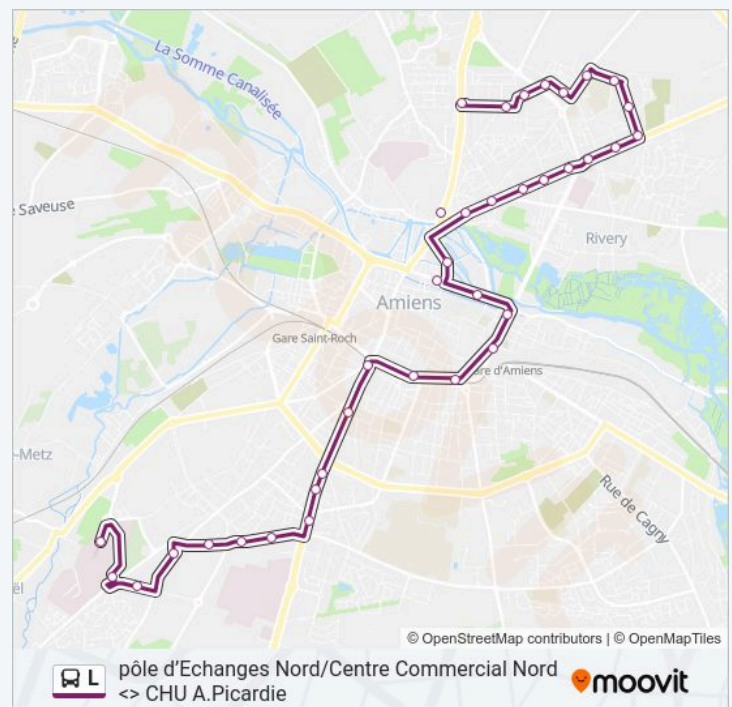 La Somme Canalisée
Saveuse
Rivery
Amiens
Gare Saint-Roch
d'Amiens
-Metz
Rue de Cagny
© OpenStreetMap contributors | © OpenMapTiles
L
pôle d’Echanges Nord/Centre Commercial Nord
<> CHU A.Picardie
moovit